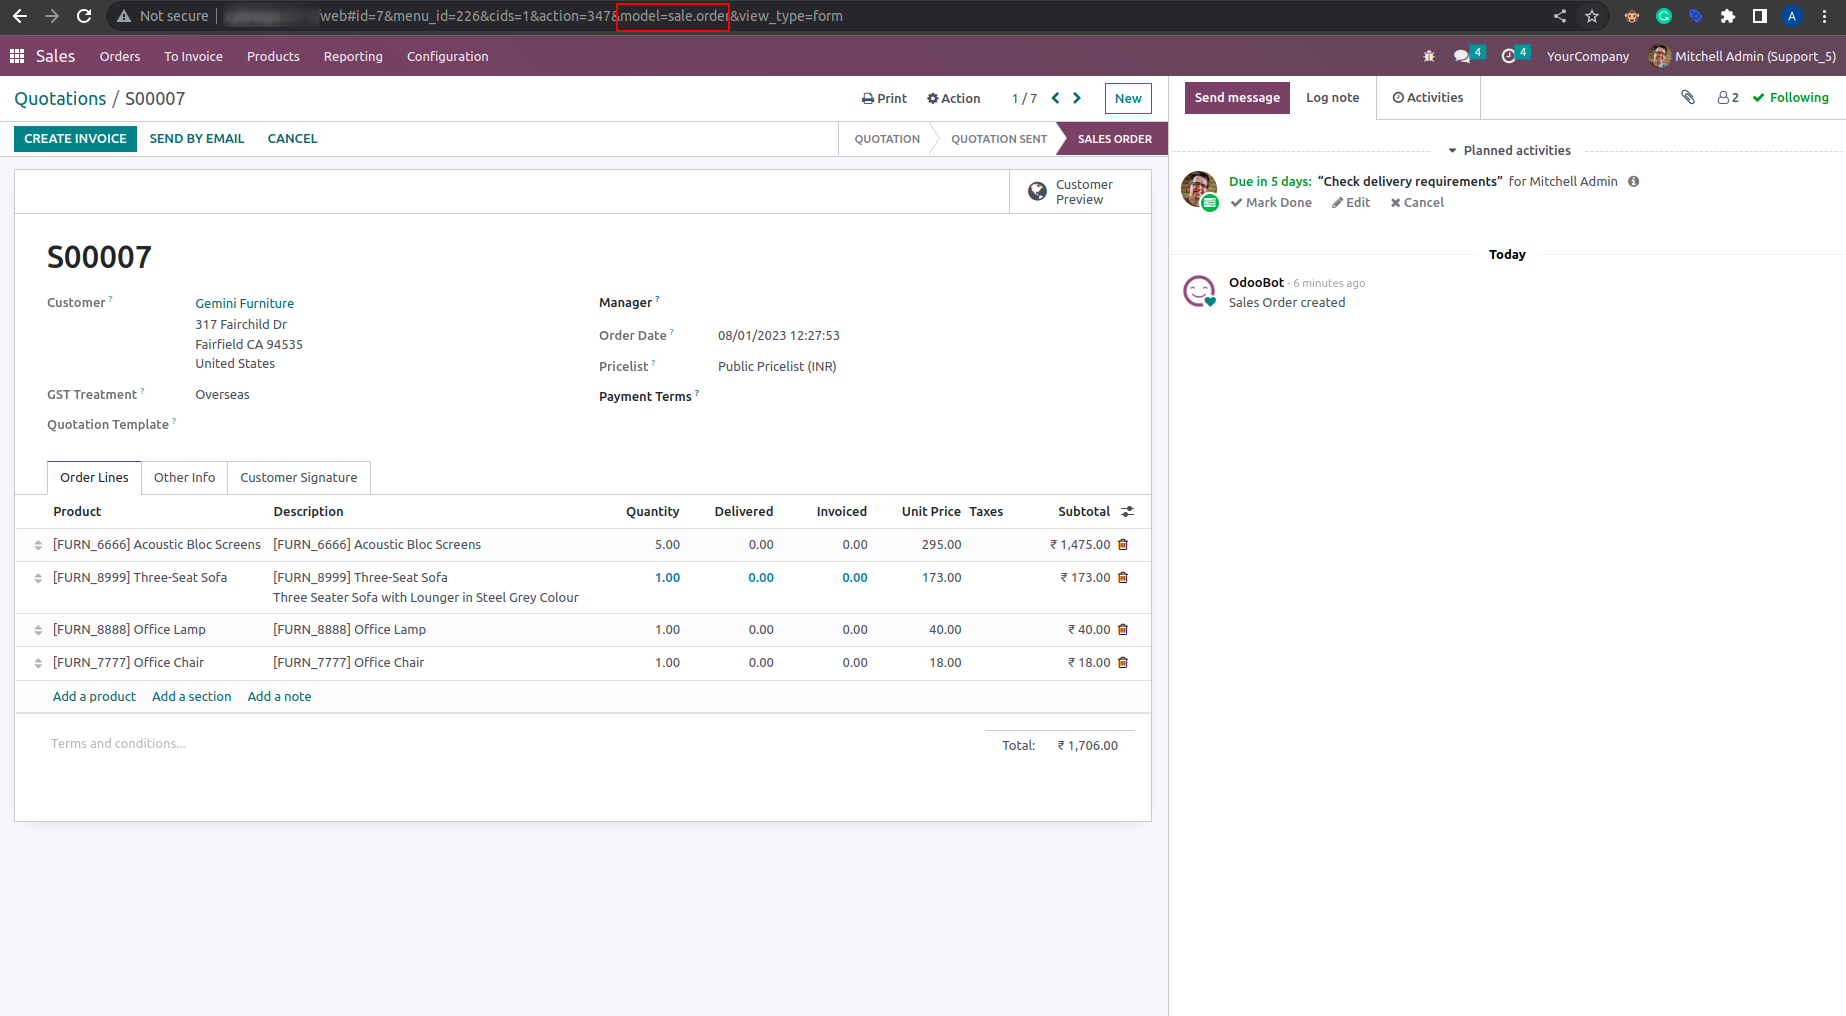 Not secure
/web#id=7&menu_id=226&cids=1&action=347&model=sale.order&view_type=form
A
Sales Orders To Invoice Products Reporting Configuration
4 4 YourCompany Mitchell Admin (Support_5)
Quotations / S00007
Print Action 1 / 7 New
CREATE INVOICE SEND BY EMAIL CANCEL
QUOTATION QUOTATION SENT SALES ORDER
Customer
Preview
S00007
Customer ? Gemini Furniture
317 Fairchild Dr
Fairfield CA 94535
United States
GST Treatment ? Overseas
Quotation Template ?
Manager ?
Order Date ? 08/01/2023 12:27:53
Pricelist ? Public Pricelist (INR)
Payment Terms ?
Order Lines Other Info Customer Signature
Product Description Quantity Delivered Invoiced Unit Price Taxes Subtotal
[FURN_6666] Acoustic Bloc Screens [FURN_6666] Acoustic Bloc Screens 5.00 0.00 0.00 295.00 ₹ 1,475.00
[FURN_8999] Three-Seat Sofa [FURN_8999] Three-Seat Sofa 1.00 0.00 0.00 173.00 ₹ 173.00
Three Seater Sofa with Lounger in Steel Grey Colour
[FURN_8888] Office Lamp [FURN_8888] Office Lamp 1.00 0.00 0.00 40.00 ₹ 40.00
[FURN_7777] Office Chair [FURN_7777] Office Chair 1.00 0.00 0.00 18.00 ₹ 18.00
Add a product Add a section Add a note
Terms and conditions...
Total: ₹ 1,706.00
Send message Log note Activities 2 Following
Planned activities
Due in 5 days: “Check delivery requirements” for Mitchell Admin
Mark Done Edit Cancel
Today
OdooBot - 6 minutes ago
Sales Order created